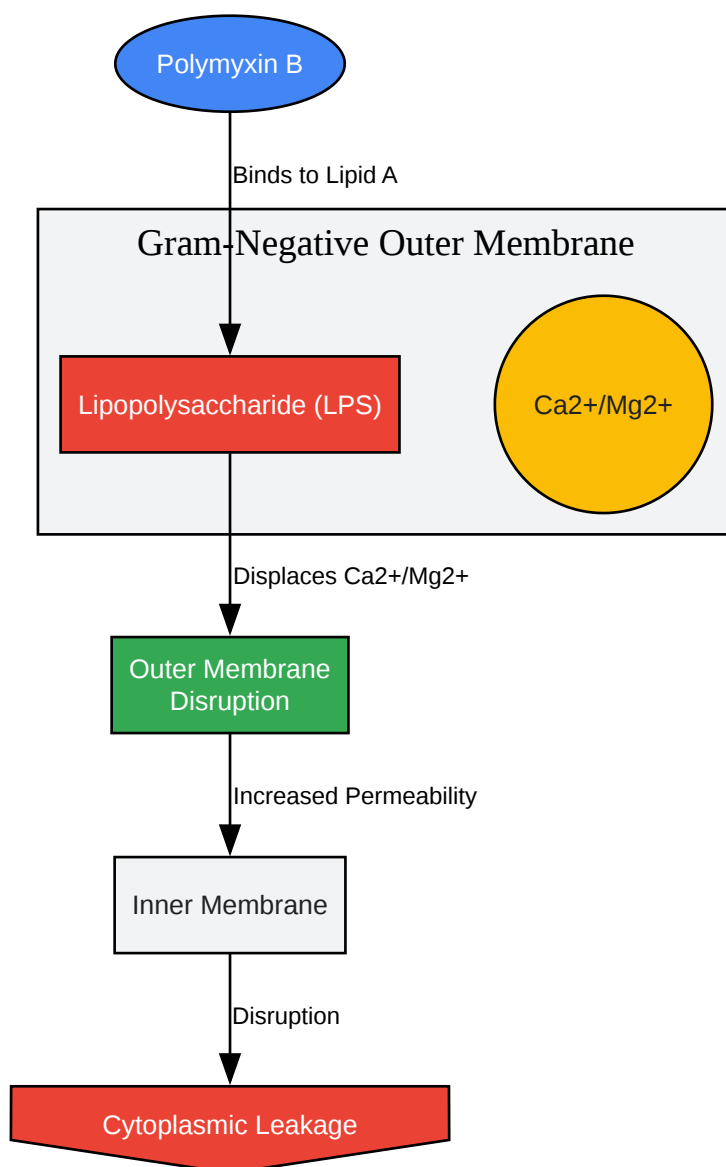 Polymyxin B
Binds to Lipid A
Gram-Negative Outer Membrane
Lipopolysaccharide (LPS)
Ca2+/Mg2+
Displaces Ca2+/Mg2+
Outer Membrane
Disruption
Increased Permeability
Inner Membrane
Disruption
Cytoplasmic Leakage